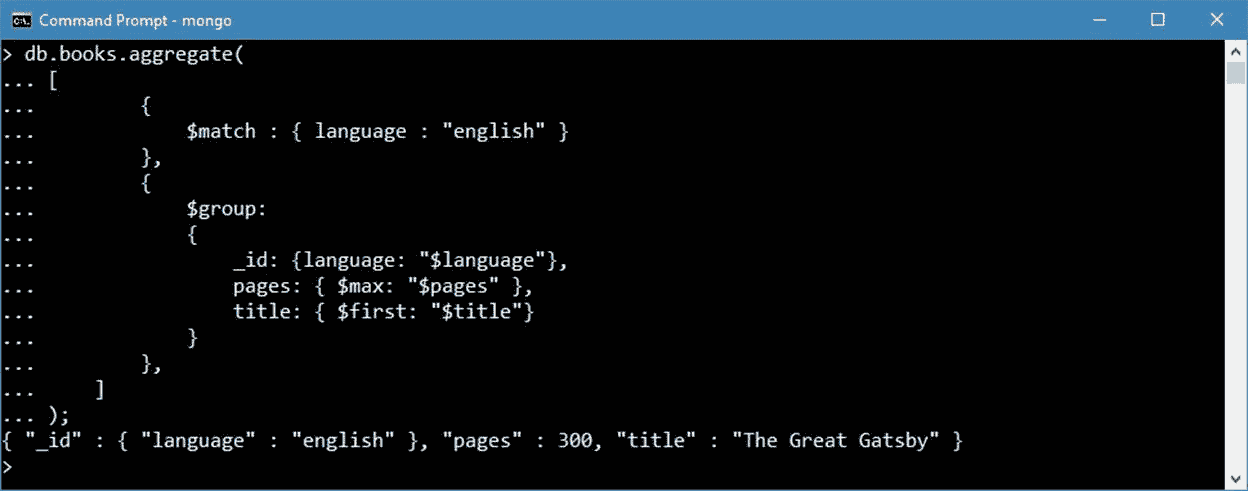 Command Prompt - mongo
> db.books.aggregate(
... [
...         {
...             $match : { language : "english" }
...         },
...         {
...             $group:
...             {
...                 _id: {language: "$language"},
...                 pages: { $max: "$pages" },
...                 title: { $first: "$title"}
...             }
...         },
...     ]
... );
{ "_id" : { "language" : "english" }, "pages" : 300, "title" : "The Great Gatsby" }
>